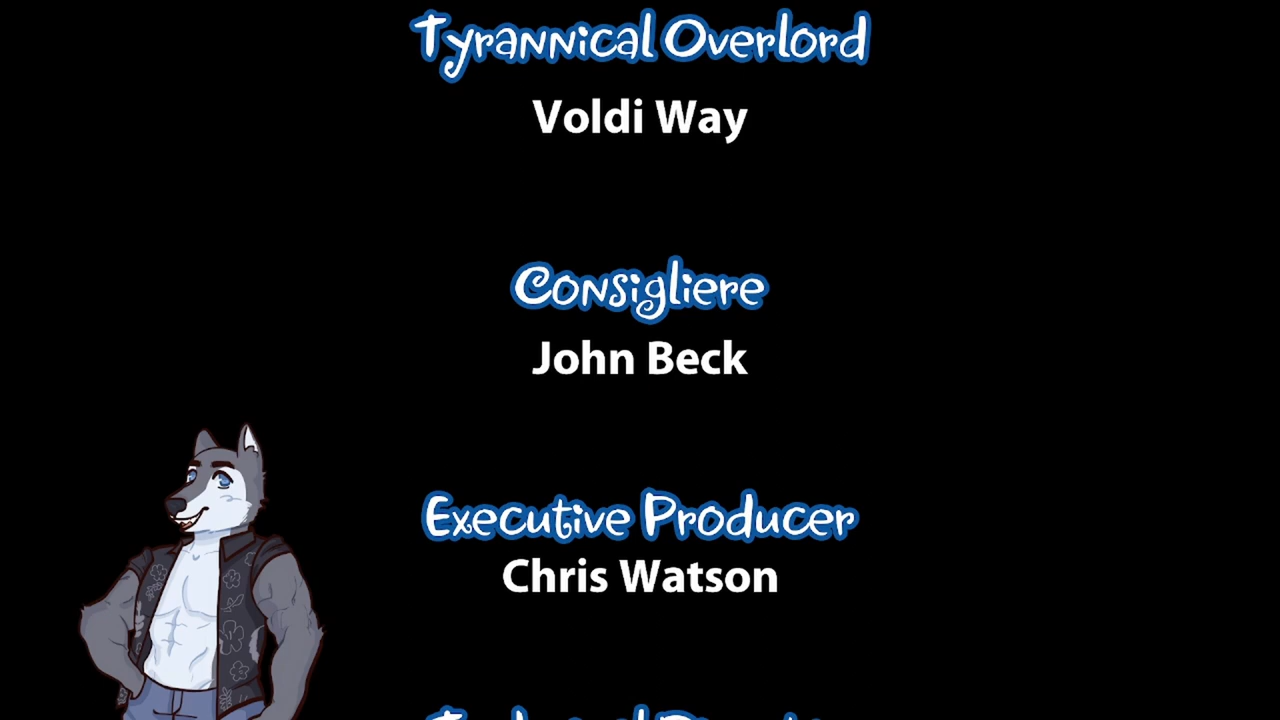 Tyrannical Overlord
Voldi Way
Consigliere
John Beck
Executive Producer
Chris Watson